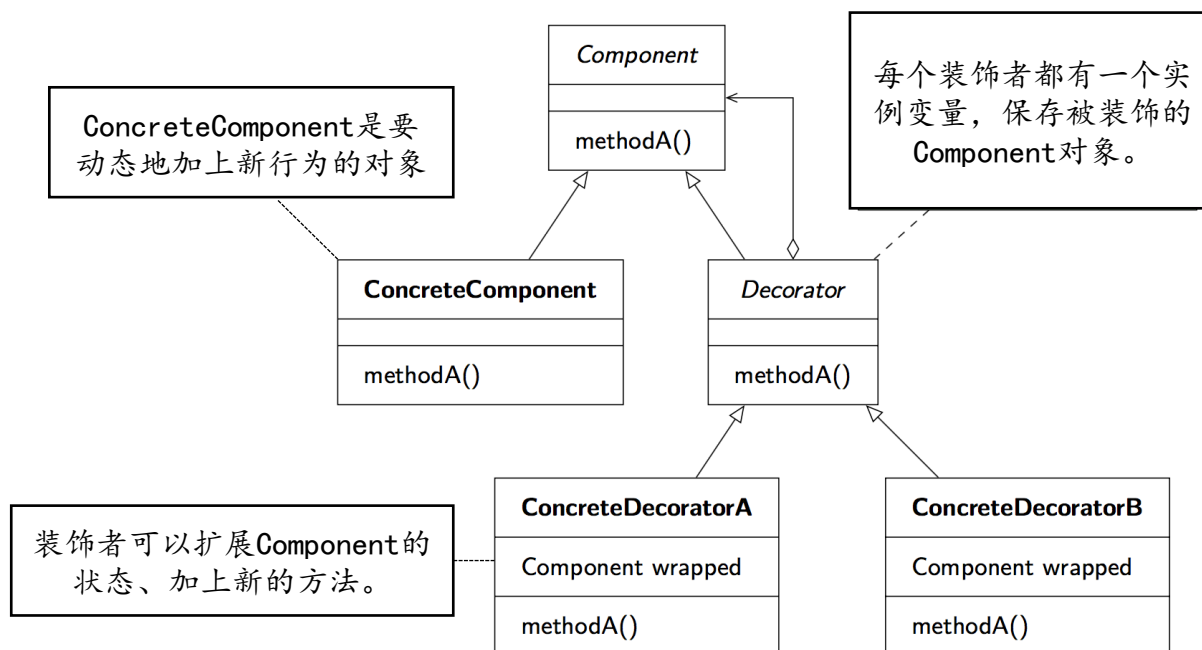 Component
methodA()
每个装饰者都有一个实
例变量，保存被装饰的
Component对象。
ConcreteComponent是要
动态地加上新行为的对象
ConcreteComponent
methodA()
Decorator
methodA()
装饰者可以扩展Component的
状态、加上新的方法。
ConcreteDecoratorA
Component wrapped
methodA()
ConcreteDecoratorB
Component wrapped
methodA()